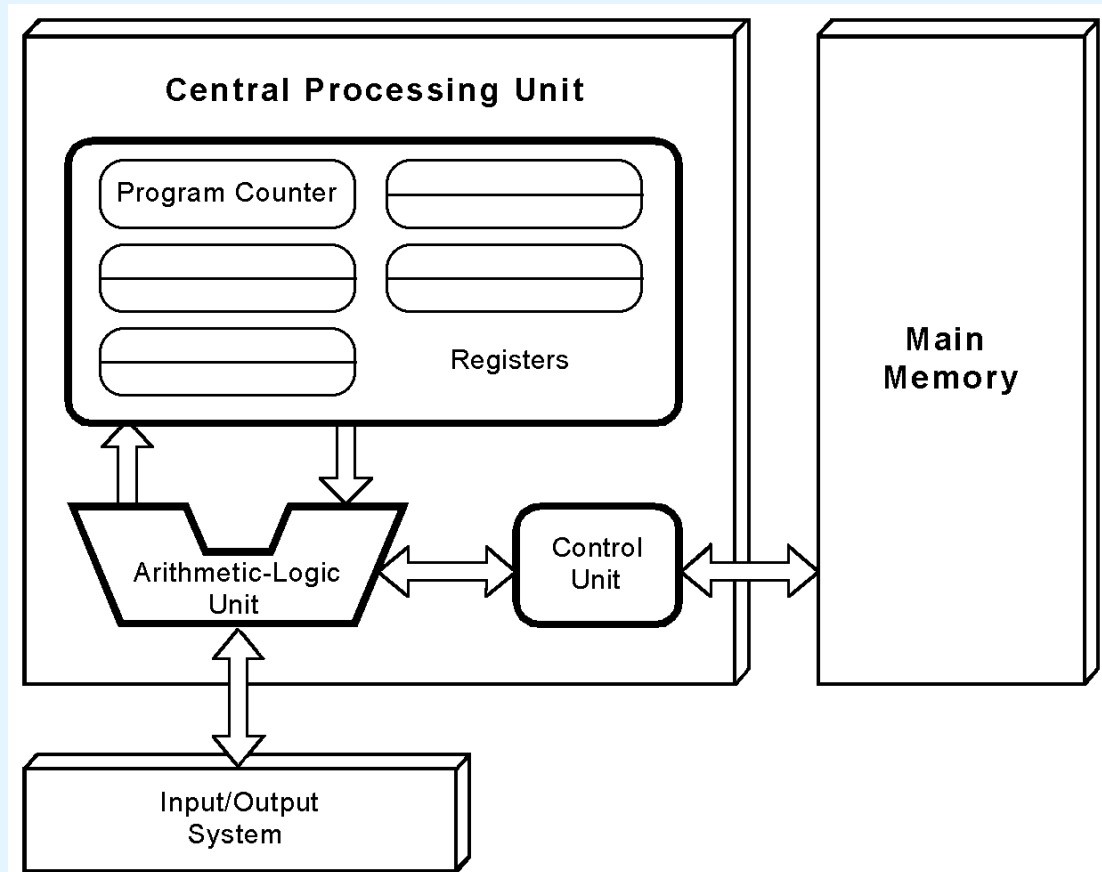 Central Processing Unit
Program Counter
Registers
Main
Memory
Arithmetic-Logic
Unit
Control
Unit
Input/Output
System